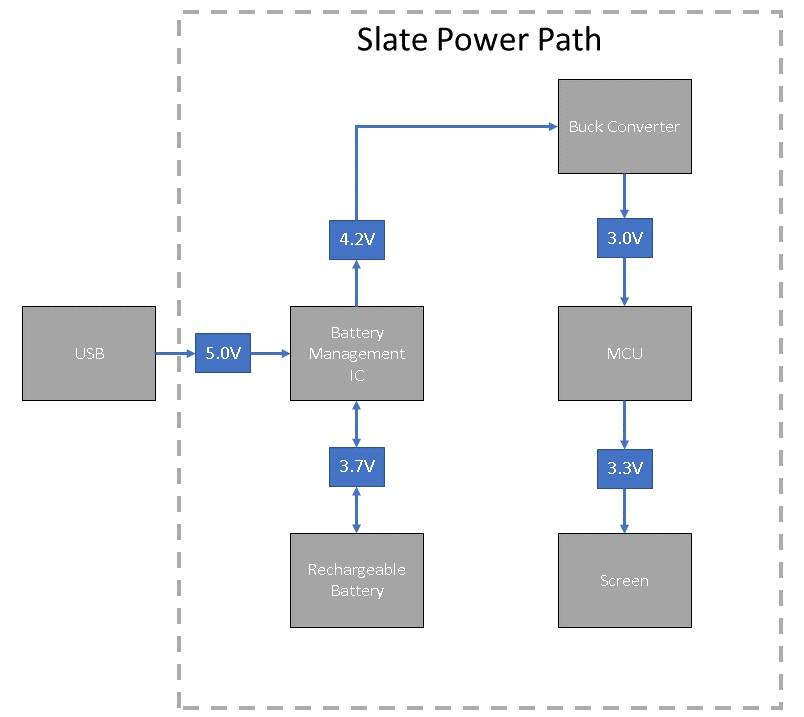 Slate Power Path
Buck Converter
4.2V
3.0V
USB
5.0V
Battery
Management
IC
MCU
3.7V
3.3V
Rechargeable
Battery
Screen